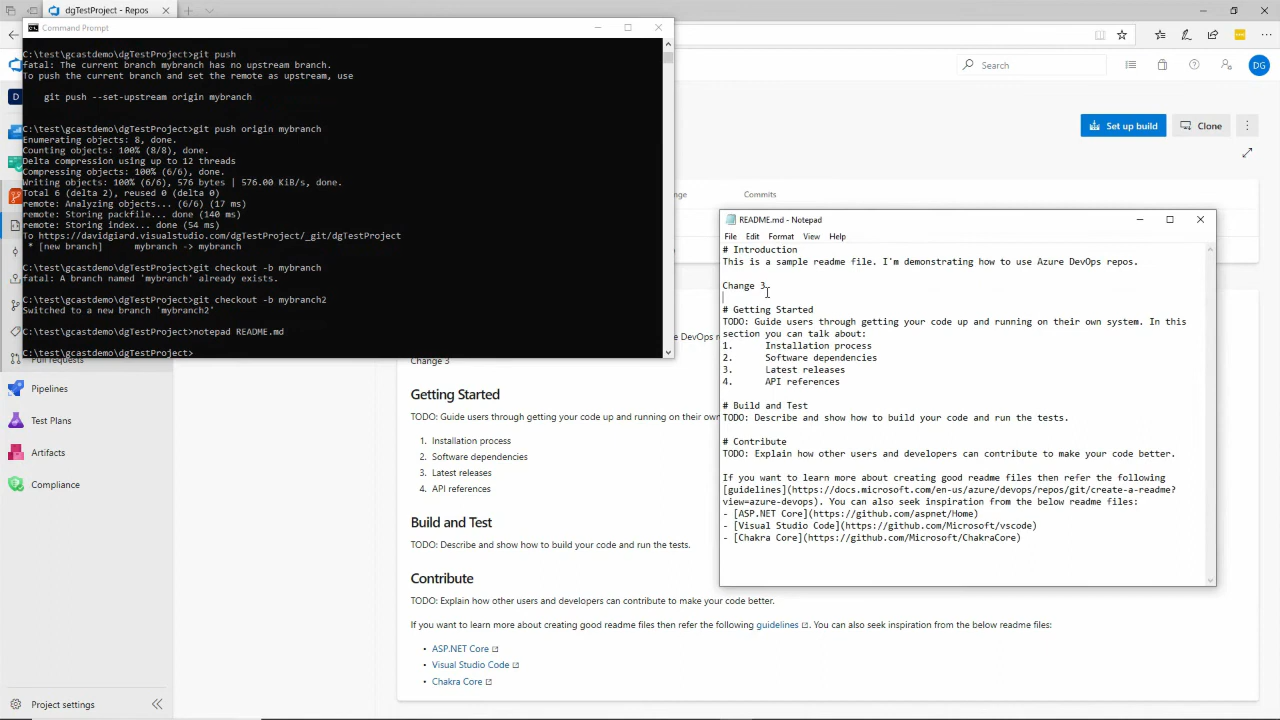 dgTestProject - Repos
Command Prompt
C:\test\gcastdemo\dgTestProject>git push
fatal: The current branch mybranch has no upstream branch.
To push the current branch and set the remote as upstream, use
git push --set-upstream origin mybranch
C:\test\gcastdemo\dgTestProject>git push origin mybranch
Enumerating objects: 8, done.
Counting objects: 100% (8/8), done.
Delta compression using up to 12 threads
Compressing objects: 100% (6/6), done.
Writing objects: 100% (6/6), 576 bytes | 576.00 KiB/s, done.
Total 6 (delta 2), reused 0 (delta 0)
remote: Analyzing objects... (6/6) (17 ms)
remote: Storing packfile... done (140 ms)
remote: Storing index... done (54 ms)
To https://davidgiard.visualstudio.com/dgTestProject/_git/dgTestProject
* [new branch]      mybranch -> mybranch
C:\test\gcastdemo\dgTestProject>git checkout -b mybranch
fatal: A branch named 'mybranch' already exists.
C:\test\gcastdemo\dgTestProject>git checkout -b mybranch2
Switched to a new branch 'mybranch2'
C:\test\gcastdemo\dgTestProject>notepad README.md
C:\test\gcastdemo\dgTestProject>
Search
DG
D
Set up build
Clone
Commits
README.md - Notepad
File Edit Format View Help
# Introduction
This is a sample readme file. I'm demonstrating how to use Azure DevOps repos.
Change 3
# Getting Started
TODO: Guide users through getting your code up and running on their own system. In this
section you can talk about:
1. Installation process
2. Software dependencies
3. Latest releases
4. API references
# Build and Test
TODO: Describe and show how to build your code and run the tests.
# Contribute
TODO: Explain how other users and developers can contribute to make your code better.
If you want to learn more about creating good readme files then refer the following
[guidelines](https://docs.microsoft.com/en-us/azure/devops/repos/git/create-a-readme?
view=azure-devops). You can also seek inspiration from the below readme files:
- [ASP.NET Core](https://github.com/aspnet/Home)
- [Visual Studio Code](https://github.com/Microsoft/vscode)
- [Chakra Core](https://github.com/Microsoft/ChakraCore)
Pull requests
Pipelines
Test Plans
Artifacts
Compliance
Project settings
e Azure DevOps r
Change 3
Getting Started
TODO: Guide users through getting your code up and running on their own
1. Installation process
2. Software dependencies
3. Latest releases
4. API references
Build and Test
TODO: Describe and show how to build your code and run the tests.
Contribute
TODO: Explain how other users and developers can contribute to make your code better.
If you want to learn more about creating good readme files then refer the following guidelines. You can also seek inspiration from the below readme files:
• ASP.NET Core
• Visual Studio Code
• Chakra Core